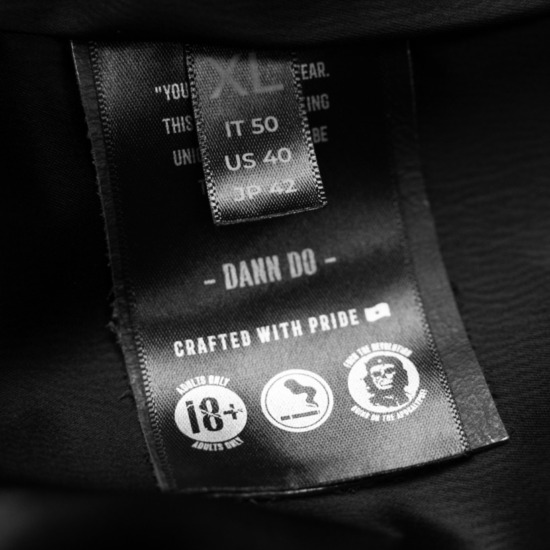 XL
IT 50
US 40
JP 42
"YOU EAR.
THIS ING
UNI BE
- DANN DO -
CRAFTED WITH PRIDE
ADULTS ONLY
18+
ADULTS ONLY